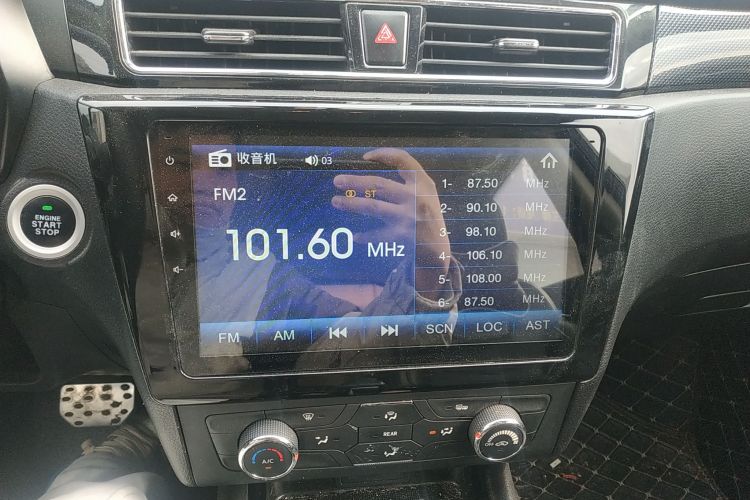 收音机 03
FM2 ST
101.60 MHz
1- 87.50 MHz
2- 90.10 MHz
3- 98.10 MHz
4- 106.10 MHz
5- 108.00 MHz
6- 87.50 MHz
FM AM SCN LOC AST
ENGINE
START
STOP
A/C
REAR
OFF